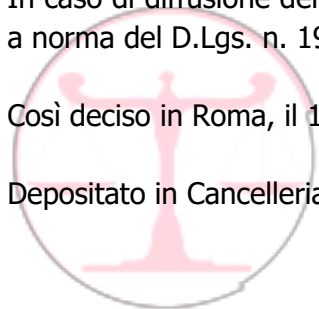 In caso di diffusione del
a norma del D.Lgs. n. 19
Così deciso in Roma, il 1
Depositato in Cancelleria